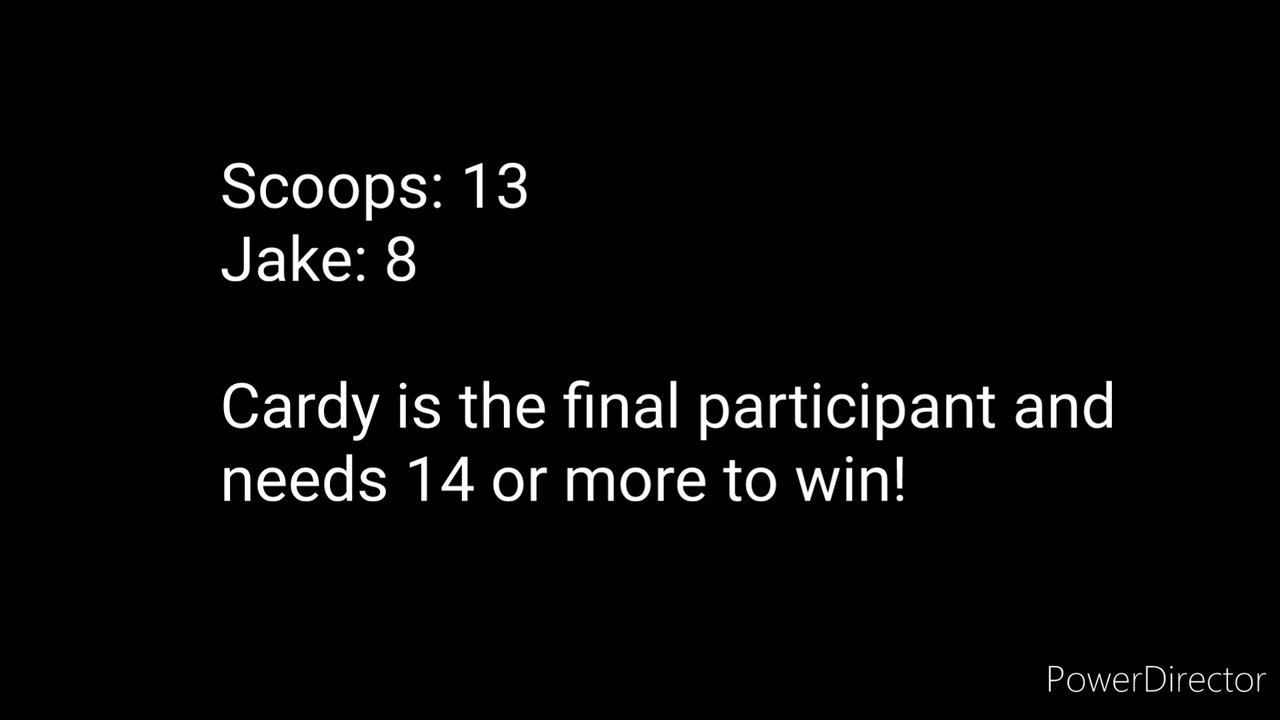 Scoops: 13
Jake: 8
Cardy is the final participant and
needs 14 or more to win!
PowerDirector